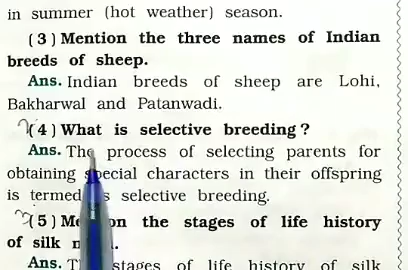 in summer (hot weather) season.
(3) Mention the three names of Indian
breeds of sheep.
Ans. Indian breeds of sheep are Lohi,
Bakharwal and Patanwadi.
(4) What is selective breeding?
Ans. The process of selecting parents for
obtaining special characters in their offspring
is termed selective breeding.
(5) the stages of life history
of silk
Ans. stages of life history of silk